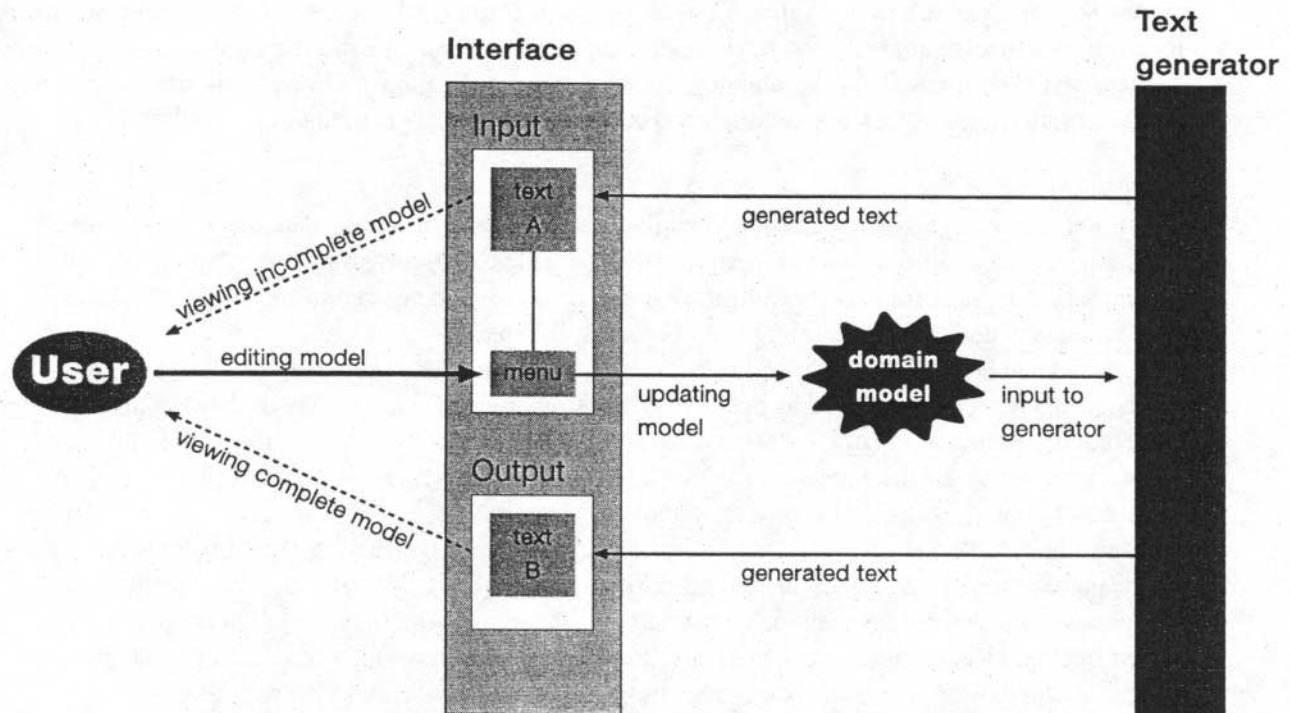 Text
generator
Interface
Input
text
A
generated text
viewing incomplete model
User
editing model
menu
updating
model
domain
model
input to
generator
Output
viewing complete model
text
B
generated text